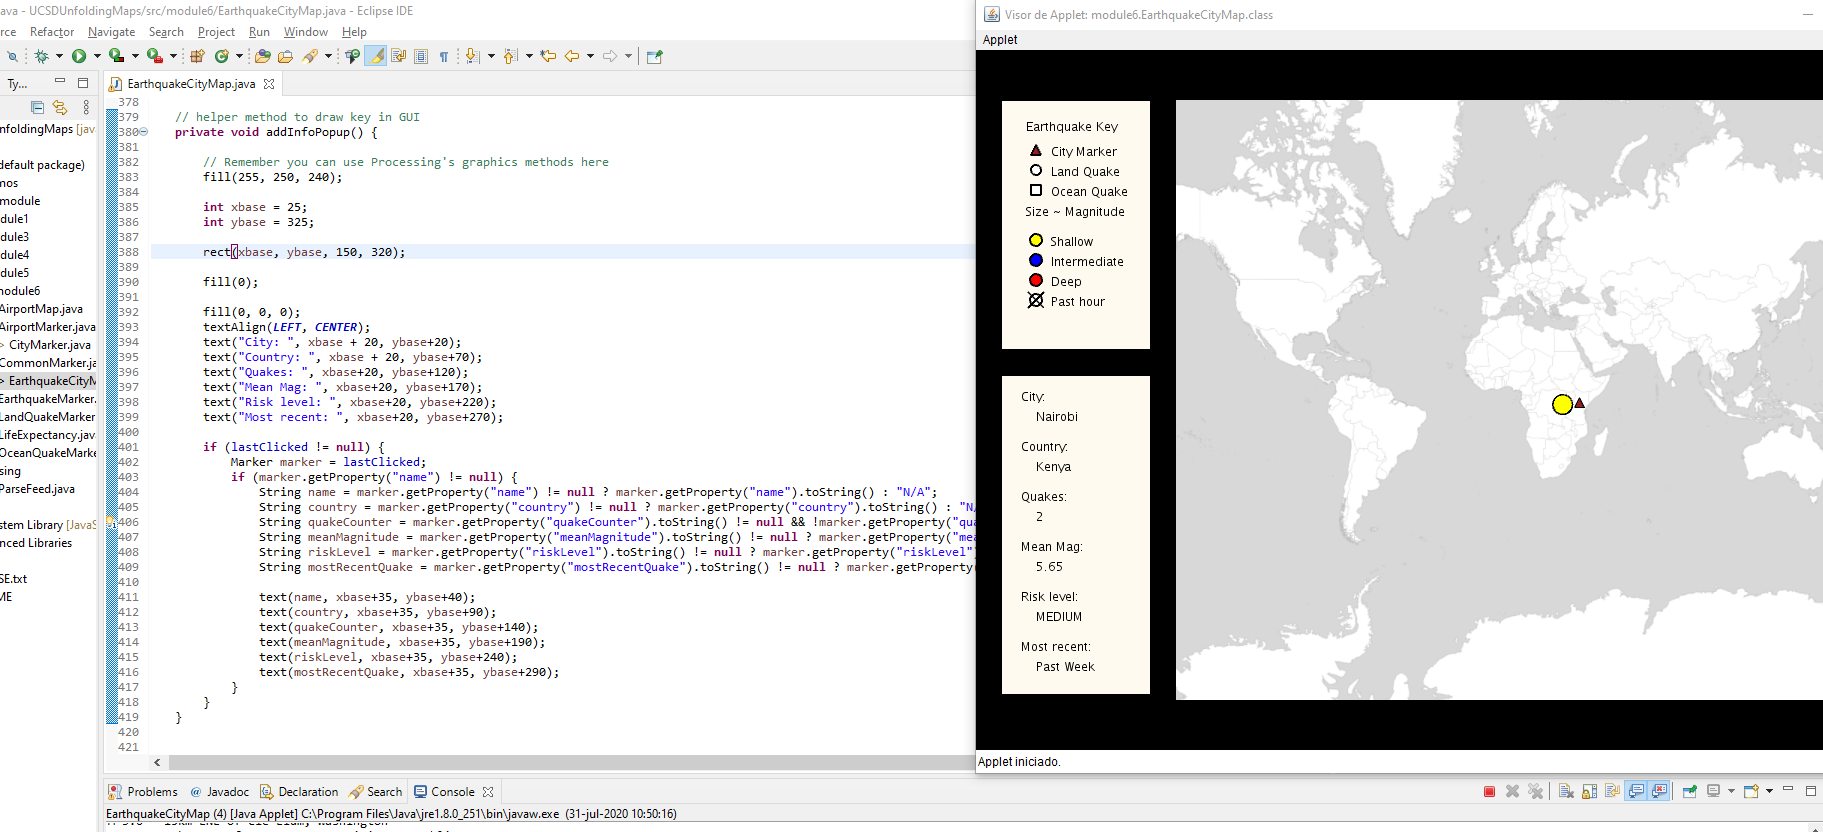 ava - UCSDUnfoldingMaps/src/module6/EarthquakeCityMap.java - Eclipse IDE
rce Refactor Navigate Search Project Run Window Help
Ty...
EarthquakeCityMap.java
nfoldingMaps [jav
default package)
mos
module
dule1
dule3
dule4
dule5
nodule6
AirportMap.java
AirportMarker.java
> CityMarker.java
CommonMarker.ja
> EarthquakeCityM
EarthquakeMarker.
LandQuakeMarker
LifeExpectancy.java
OceanQuakeMarke
sing
ParseFeed.java
stem Library [JavaS
nced Libraries
SE.txt
ME
378
379 // helper method to draw key in GUI
380 private void addInfoPopup() {
381
382 // Remember you can use Processing's graphics methods here
383 fill(255, 250, 240);
384
385 int xbase = 25;
386 int ybase = 325;
387
388 rect(xbase, ybase, 150, 320);
389
390 fill(0);
391
392 fill(0, 0, 0);
393 textAlign(LEFT, CENTER);
394 text("City: ", xbase + 20, ybase+20);
395 text("Country: ", xbase + 20, ybase+70);
396 text("Quakes: ", xbase+20, ybase+120);
397 text("Mean Mag: ", xbase+20, ybase+170);
398 text("Risk level: ", xbase+20, ybase+220);
399 text("Most recent: ", xbase+20, ybase+270);
400
401 if (lastClicked != null) {
402 Marker marker = lastClicked;
403 if (marker.getProperty("name") != null) {
404 String name = marker.getProperty("name") != null ? marker.getProperty("name").toString() : "N/A";
405 String country = marker.getProperty("country") != null ? marker.getProperty("country").toString() : "N/
406 String quakeCounter = marker.getProperty("quakeCounter").toString() != null && !marker.getProperty("qua
407 String meanMagnitude = marker.getProperty("meanMagnitude").toString() != null ? marker.getProperty("mea
408 String riskLevel = marker.getProperty("riskLevel").toString() != null ? marker.getProperty("riskLevel")
409 String mostRecentQuake = marker.getProperty("mostRecentQuake").toString() != null ? marker.getProperty(
410
411 text(name, xbase+35, ybase+40);
412 text(country, xbase+35, ybase+90);
413 text(quakeCounter, xbase+35, ybase+140);
414 text(meanMagnitude, xbase+35, ybase+190);
415 text(riskLevel, xbase+35, ybase+240);
416 text(mostRecentQuake, xbase+35, ybase+290);
417 }
418 }
419 }
420
421
Problems Javadoc Declaration Search Console
EarthquakeCityMap (4) [Java Applet] C:\Program Files\Java\jre1.8.0_251\bin\javaw.exe (31-jul-2020 10:50:16)
Visor de Applet: module6.EarthquakeCityMap.class
Applet
Earthquake Key
City Marker
Land Quake
Ocean Quake
Size ~ Magnitude
Shallow
Intermediate
Deep
Past hour
City:
Nairobi
Country:
Kenya
Quakes:
2
Mean Mag:
5.65
Risk level:
MEDIUM
Most recent:
Past Week
Applet iniciado.